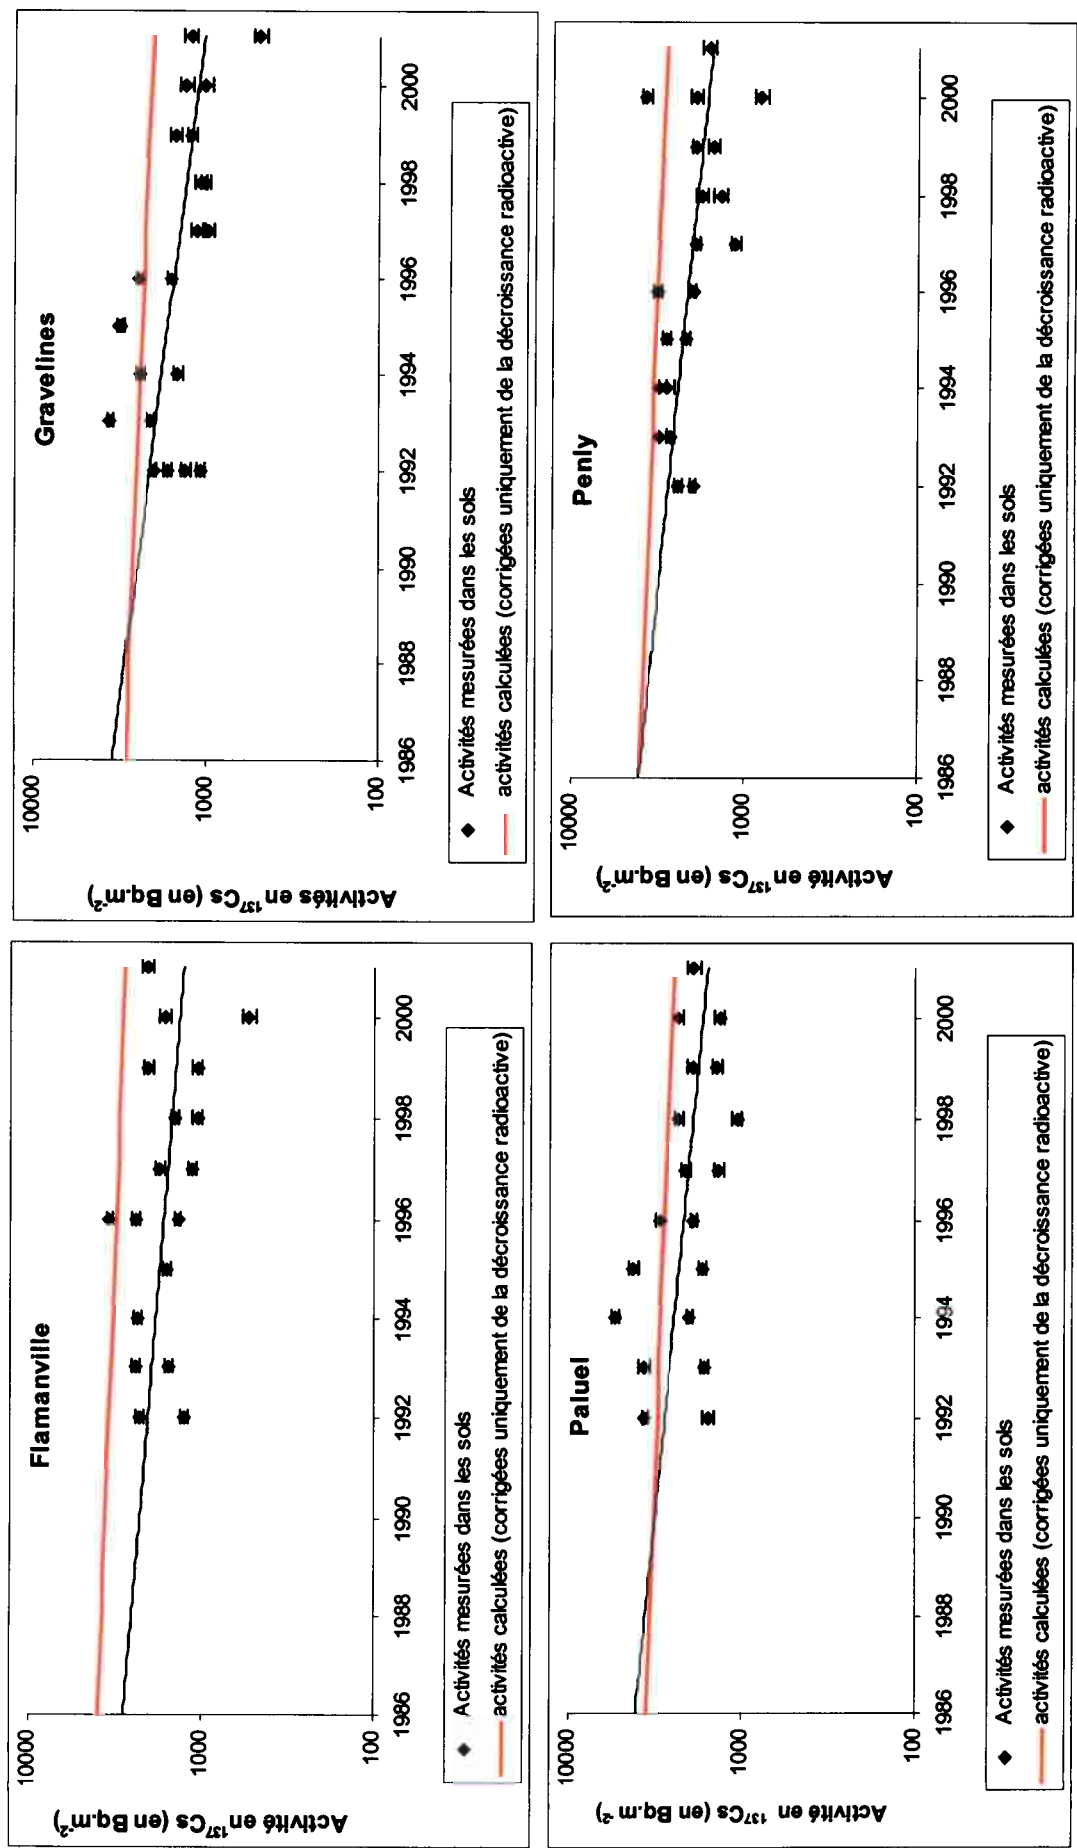 Flamanville
Activité en ¹³⁷Cs (en Bq.m⁻²)
10000
1000
100
1986 1988 1990 1992 1994 1996 1998 2000
Activités mesurées dans les sols
activités calculées (corrigées uniquement de la décroissance radioactive)
Gravelines
Activités en ¹³⁷Cs (en Bq.m⁻²)
10000
1000
100
1986 1988 1990 1992 1994 1996 1998 2000
Activités mesurées dans les sols
activités calculées (corrigées uniquement de la décroissance radioactive)
Paluel
Activité en ¹³⁷Cs (en Bq m⁻²)
10000
1000
100
1986 1988 1990 1992 1994 1996 1998 2000
Activités mesurées dans les sols
activités calculées (corrigées uniquement de la décroissance radioactive)
Penly
Activité en ¹³⁷Cs (en Bq.m⁻²)
10000
1000
100
1986 1988 1990 1992 1994 1996 1998 2000
Activités mesurées dans les sols
activités calculées (corrigées uniquement de la décroissance radioactive)